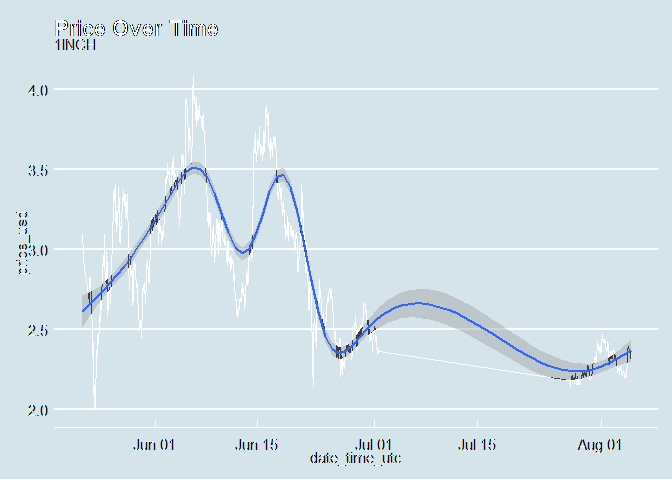 Price Over Time
1INCH
4.0
3.5
3.0
2.5
2.0
price_usd
Jun 01 Jun 15 Jul 01 Jul 15 Aug 01
date_time_utc